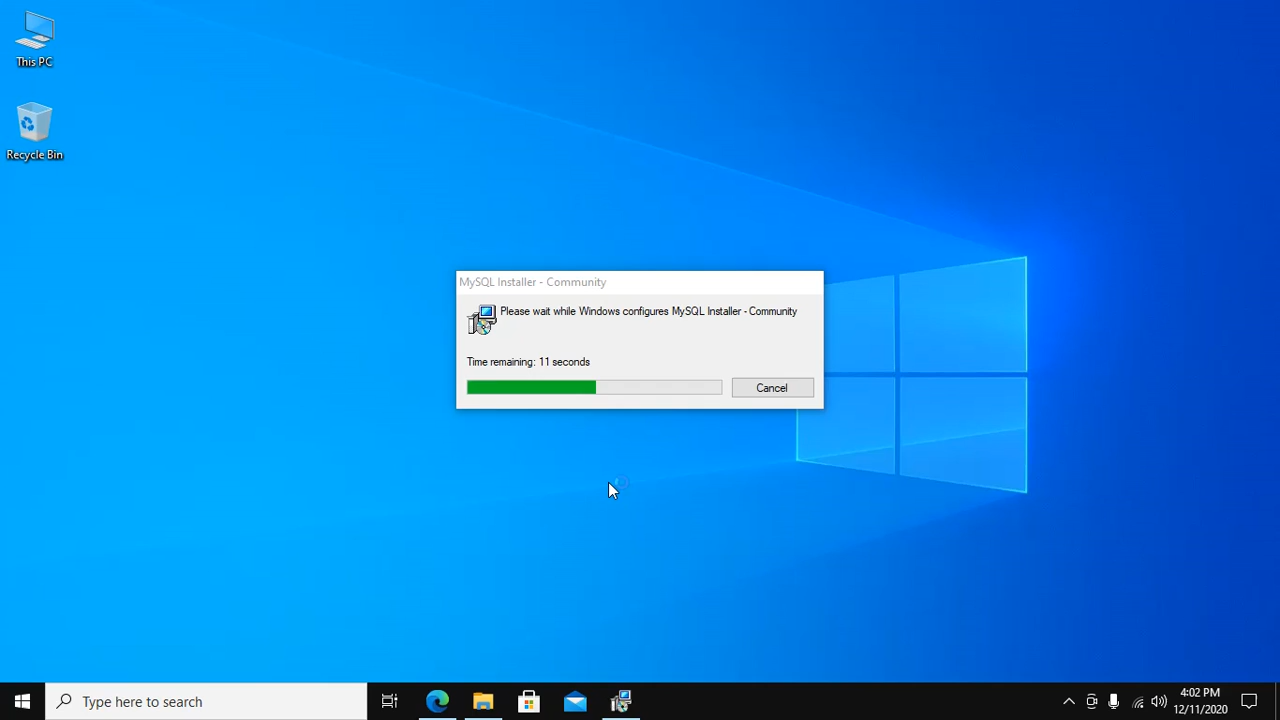 This PC
Recycle Bin
MySQL Installer - Community
Please wait while Windows configures MySQL Installer - Community
Time remaining: 11 seconds
Cancel
Type here to search
4:02 PM
12/11/2020